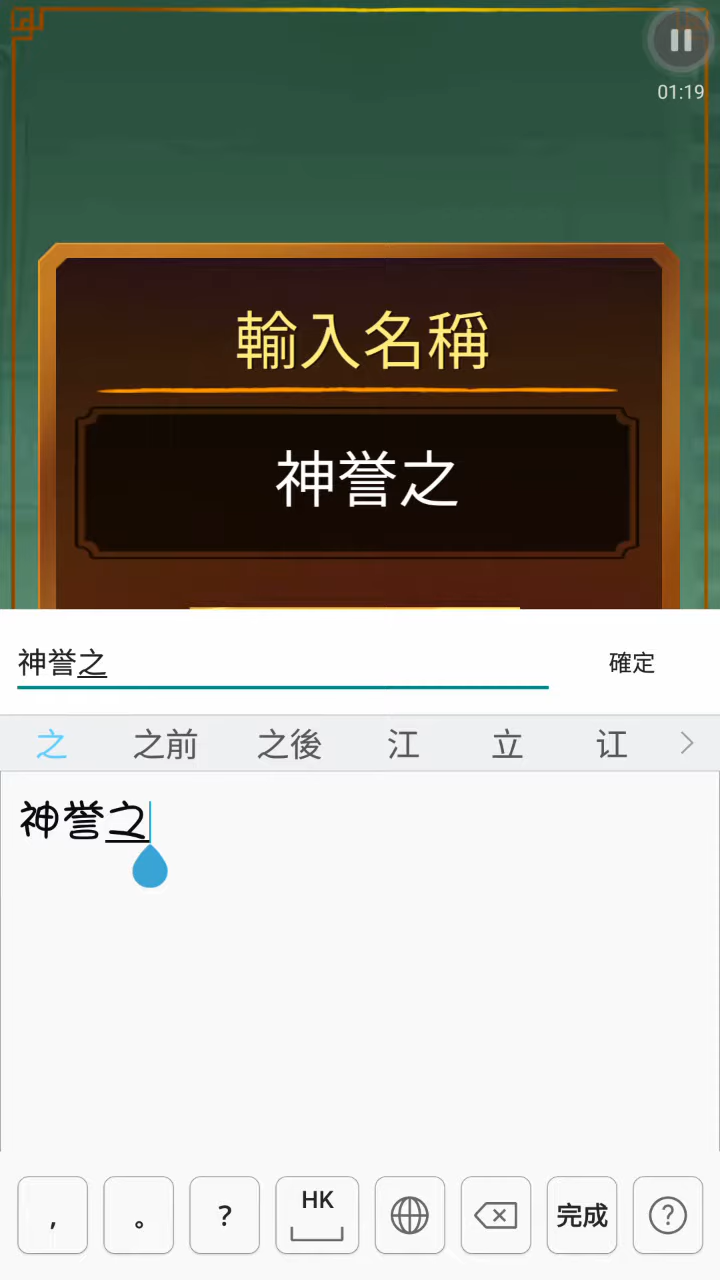 01:19
輸入名稱
神誉之
神誉之 確定
之 之前 之後 江 立 讧
神誉之
， 。 ? HK 完成 ?